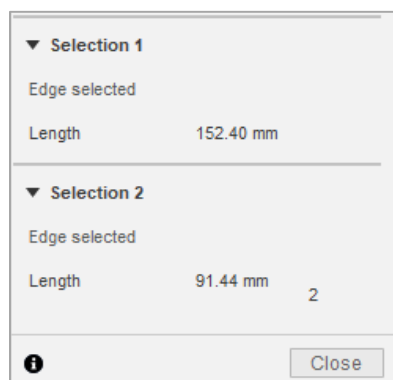 Selection 1
Edge selected
Length 152.40 mm
Selection 2
Edge selected
Length 91.44 mm
2
Close